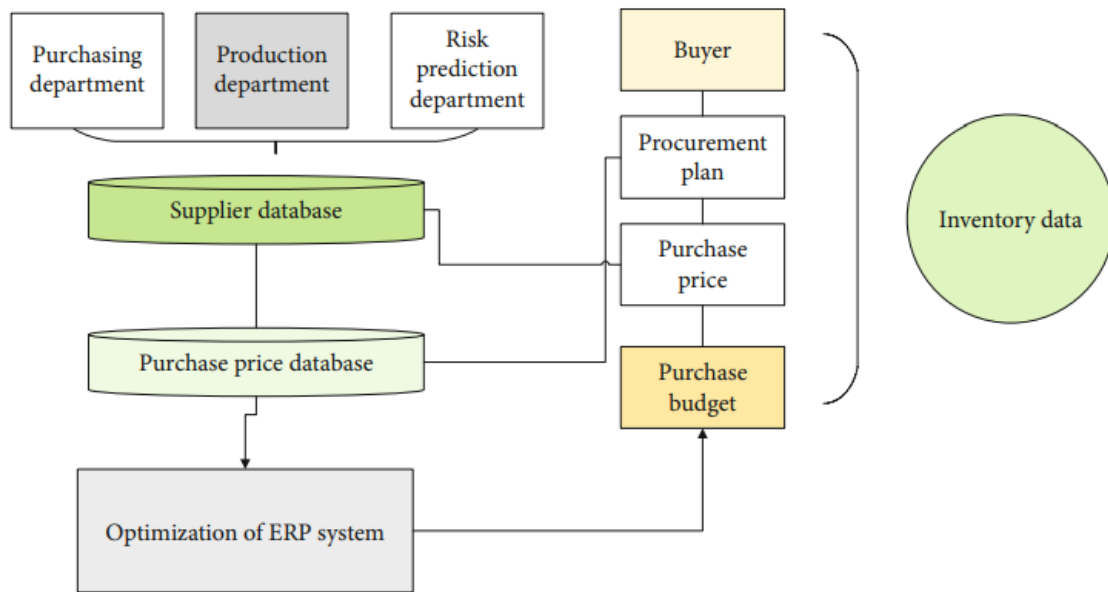 Purchasing
department
Production
department
Risk
prediction
department
Supplier database
Purchase price database
Optimization of ERP system
Buyer
Procurement
plan
Purchase
price
Purchase
budget
Inventory data